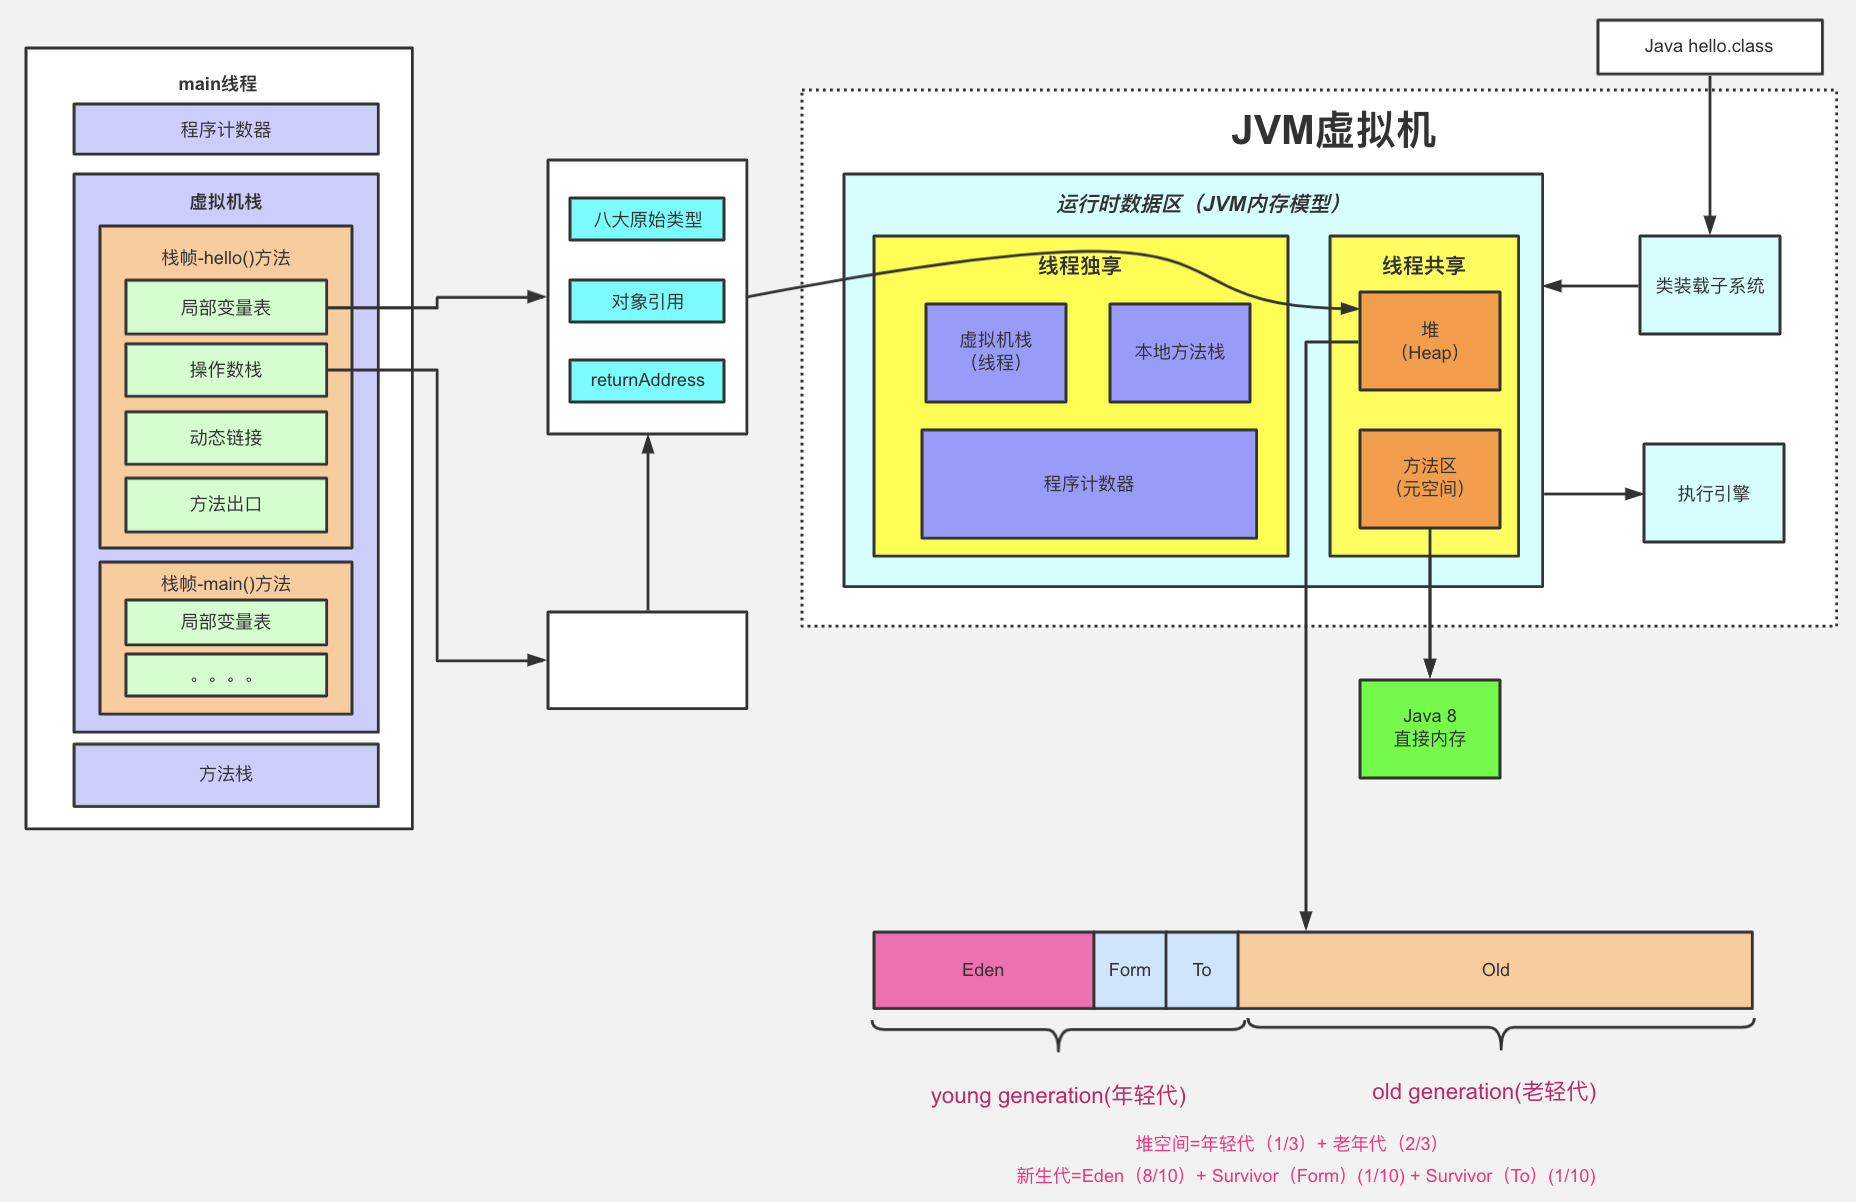 main线程
程序计数器
虚拟机栈
栈帧-hello()方法
局部变量表
操作数栈
动态链接
方法出口
栈帧-main()方法
局部变量表
。。。。
方法栈
八大原始类型
对象引用
returnAddress
Java hello.class
JVM虚拟机
运行时数据区（JVM内存模型）
线程独享
虚拟机栈
（线程）
本地方法栈
程序计数器
线程共享
堆
（Heap）
方法区
（元空间）
类装载子系统
执行引擎
Java 8
直接内存
Eden
Form
To
Old
young generation(年轻代)
old generation(老轻代)
堆空间=年轻代（1/3）+ 老年代（2/3）
新生代=Eden（8/10）+ Survivor（Form）(1/10) + Survivor（To）(1/10)